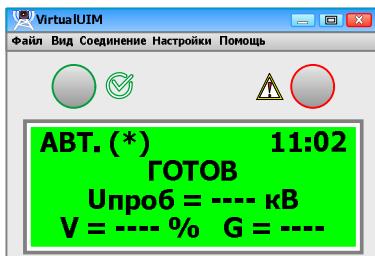 VirtualUIM
Файл Вид Соединение Настройки Помощь
АВТ. (*) 11:02
ГОТОВ
Uпроб = ---- кВ
V = ---- % G = ----